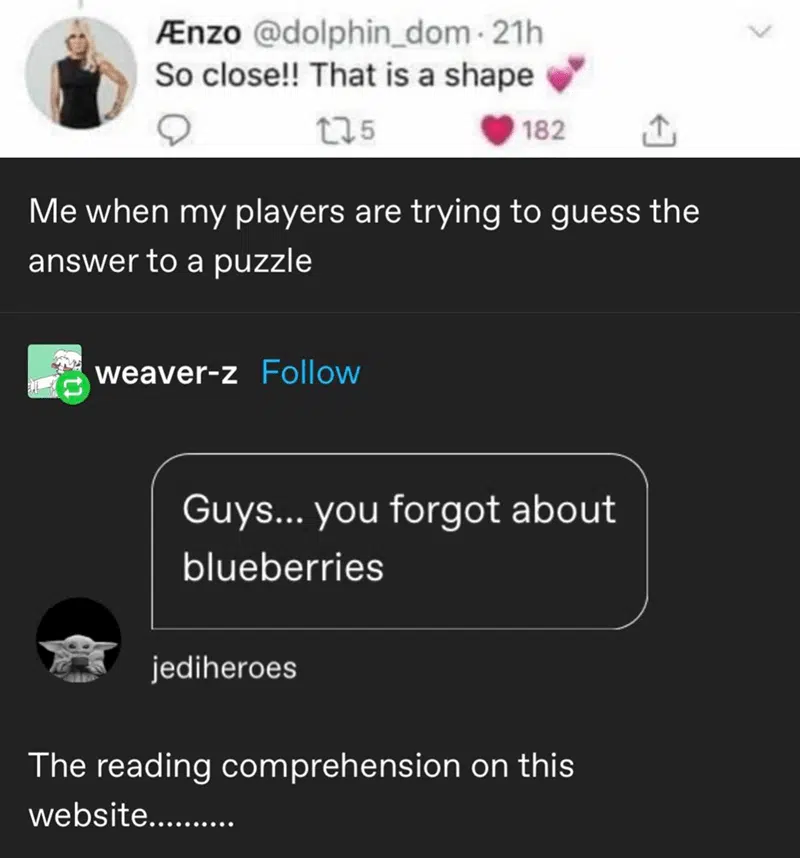 Ænzo @dolphin_dom · 21h
So close!! That is a shape 💕
5 182
Me when my players are trying to guess the
answer to a puzzle
weaver-z Follow
Guys... you forgot about
blueberries
jediheroes
The reading comprehension on this
website..........